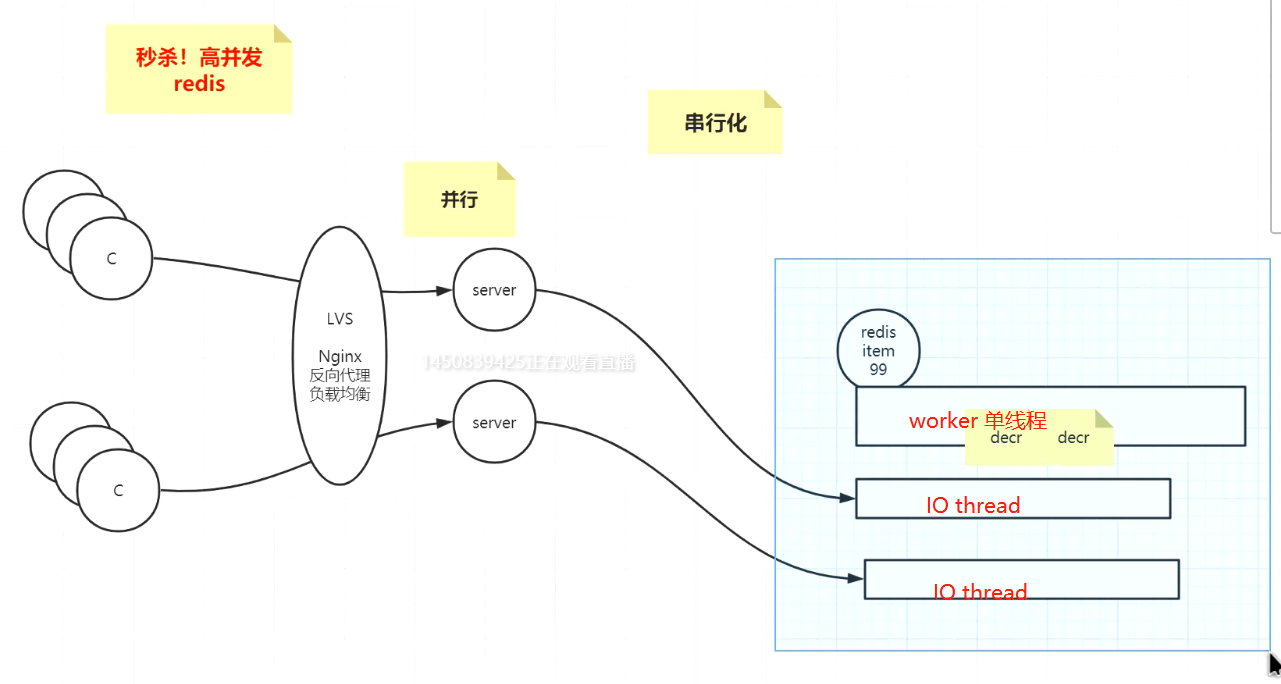 秒杀！高并发
redis
串行化
并行
C
LVS
Nginx
反向代理
负载均衡
server
1450839425正在观看直播
server
C
redis
item
99
worker 单线程
decr decr
IO thread
IO thread